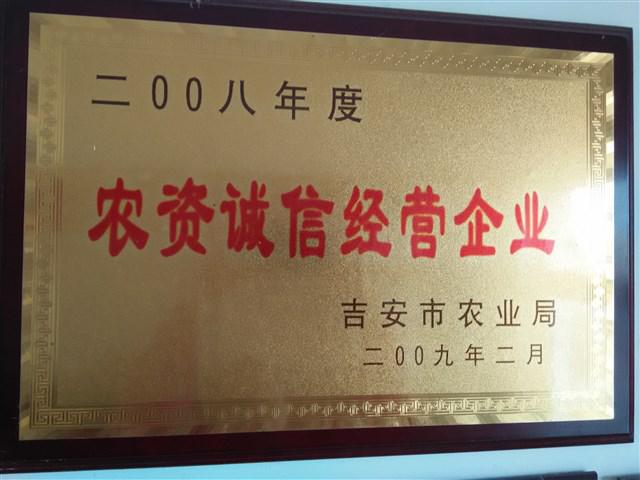 二00八年度
农资诚信经营企业
吉安市农业局
二00九年二月